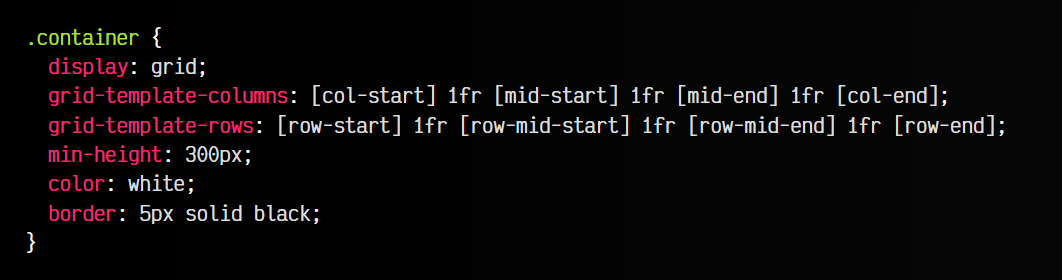 .container {
  display: grid;
  grid-template-columns: [col-start] 1fr [mid-start] 1fr [mid-end] 1fr [col-end];
  grid-template-rows: [row-start] 1fr [row-mid-start] 1fr [row-mid-end] 1fr [row-end];
  min-height: 300px;
  color: white;
  border: 5px solid black;
}